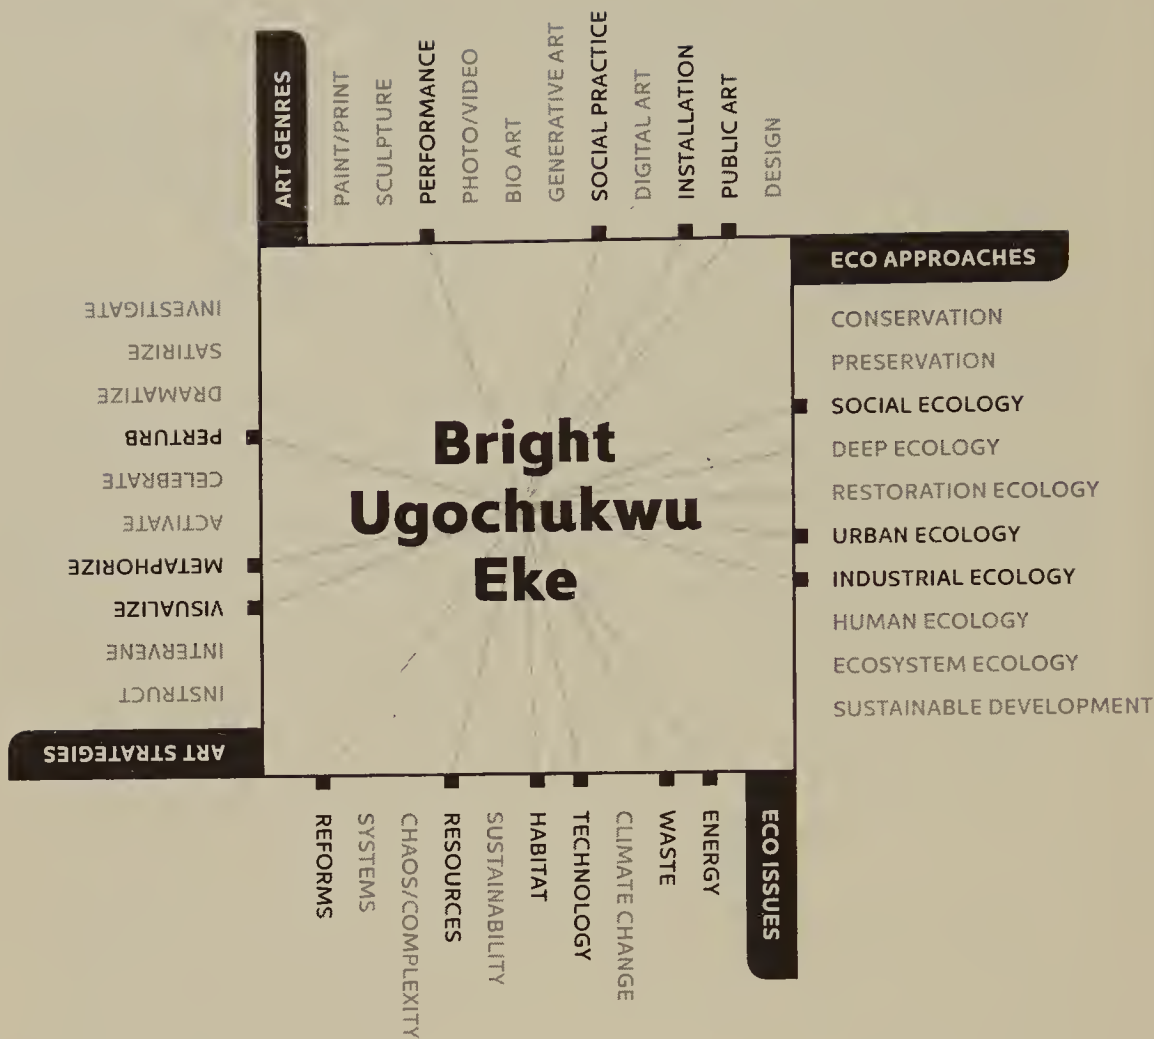 ART GENRES
PAINT/PRINT
SCULPTURE
PERFORMANCE
PHOTO/VIDEO
BIO ART
GENERATIVE ART
SOCIAL PRACTICE
DIGITAL ART
INSTALLATION
PUBLIC ART
DESIGN
ECO APPROACHES
CONSERVATION
PRESERVATION
SOCIAL ECOLOGY
DEEP ECOLOGY
RESTORATION ECOLOGY
URBAN ECOLOGY
INDUSTRIAL ECOLOGY
HUMAN ECOLOGY
ECOSYSTEM ECOLOGY
SUSTAINABLE DEVELOPMENT
ECO ISSUES
ENERGY
WASTE
CLIMATE CHANGE
TECHNOLOGY
HABITAT
SUSTAINABILITY
RESOURCES
CHAOS/COMPLEXITY
SYSTEMS
REFORMS
ART STRATEGIES
INSTRUCT
INTERVENE
VISUALIZE
METAPHORIZE
ACTIVATE
CELEBRATE
PERTURB
DRAMATIZE
SATIRIZE
INVESTIGATE
Bright
Ugochukwu
Eke